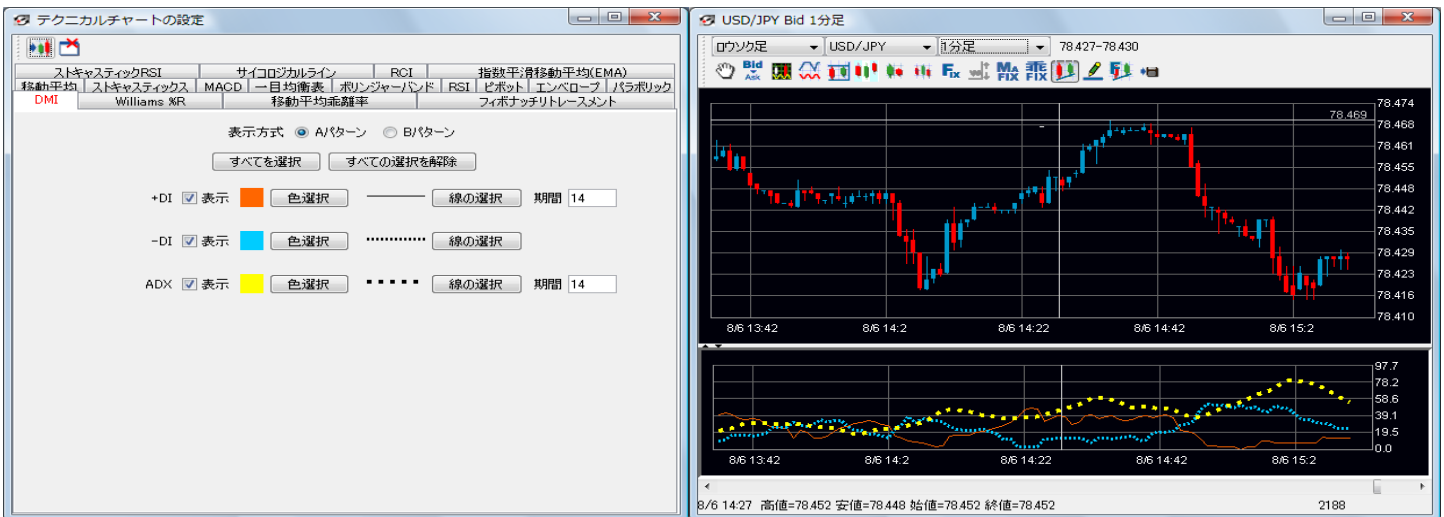 テクニカルチャートの設定
ストキャスティックRSI サイコロジカルライン RCI 指数平滑移動平均(EMA)
移動平均 ストキャスティックス MACD 一目均衡表 ボリンジャーバンド RSI ピボット エンベロープ パラボリック
DMI Williams %R 移動平均乖離率 フィボナッチリトレースメント
表示方式 Aパターン Bパターン
すべてを選択 すべての選択を解除
+DI 表示 色選択 線の選択 期間 14
-DI 表示 色選択 線の選択
ADX 表示 色選択 線の選択 期間 14
USD/JPY Bid 1分足
ロウソク足 USD/JPY 1分足 78.427-78.430
Bid
Ask
Fix
MA
FIX
乖
FIX
78.474
78.469
78.468
78.461
78.455
78.448
78.442
78.435
78.429
78.423
78.416
78.410
8/6 13:42 8/6 14:2 8/6 14:22 8/6 14:42 8/6 15:2
97.7
78.2
58.6
39.1
19.5
0.0
8/6 13:42 8/6 14:2 8/6 14:22 8/6 14:42 8/6 15:2
8/6 14:27 高値=78.452 安値=78.448 始値=78.452 終値=78.452 2188